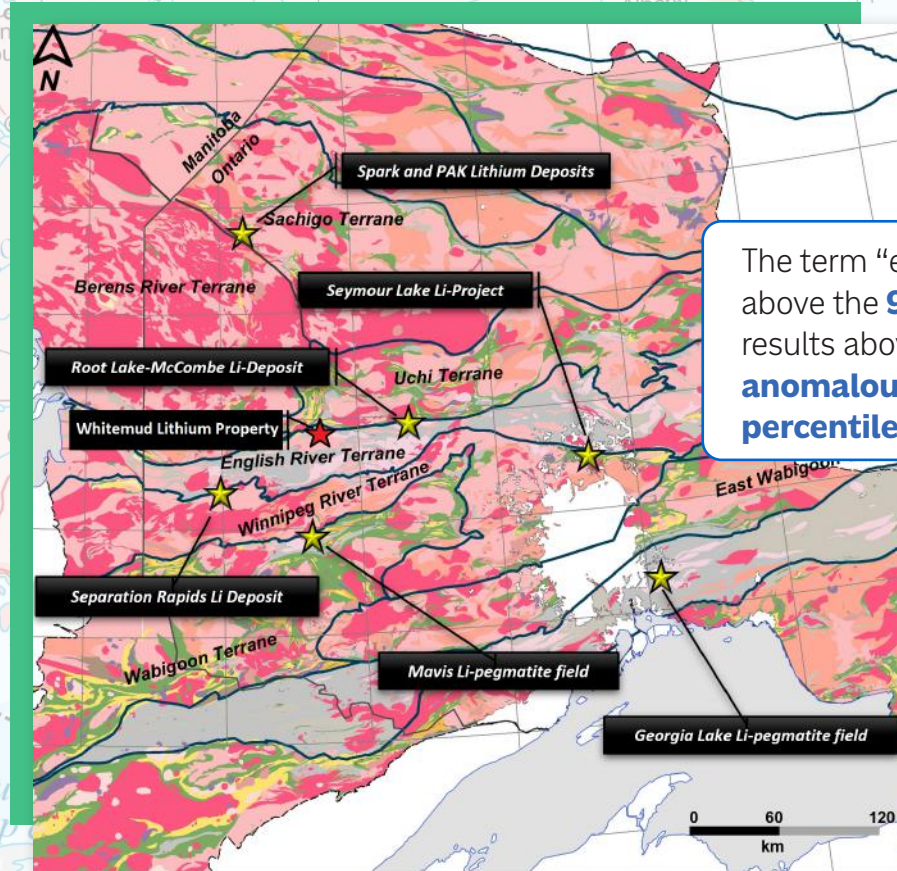 N
Manitoba
Ontario
Spark and PAK Lithium Deposits
Sachigo Terrane
Berens River Terrane
Seymour Lake Li-Project
The term “e
above the 9
results abov
anomalou
percentile
Root Lake-McCombe Li-Deposit
Uchi Terrane
Whitemud Lithium Property
English River Terrane
East Wabigoon
Winnipeg River Terrane
Separation Rapids Li Deposit
Wabigoon Terrane
Mavis Li-pegmatite field
Georgia Lake Li-pegmatite field
0 60 120
km